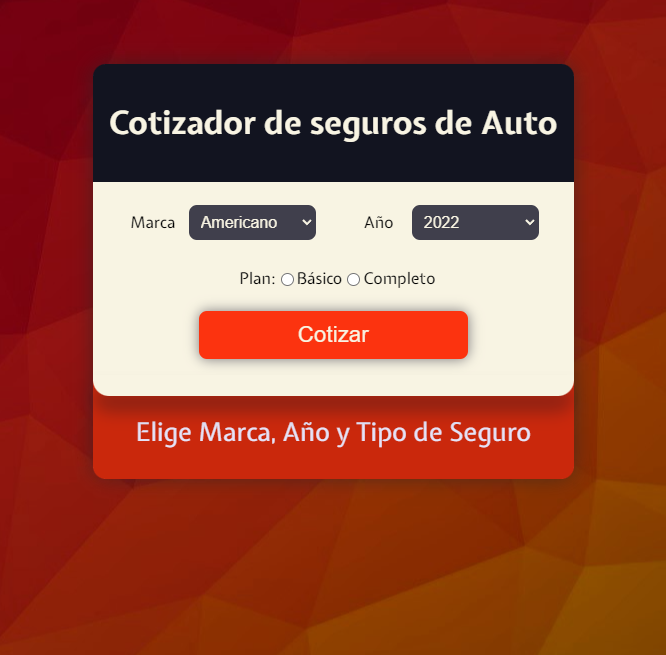 Cotizador de seguros de Auto
Marca Americano Año 2022
Plan: Básico Completo
Cotizar
Elige Marca, Año y Tipo de Seguro